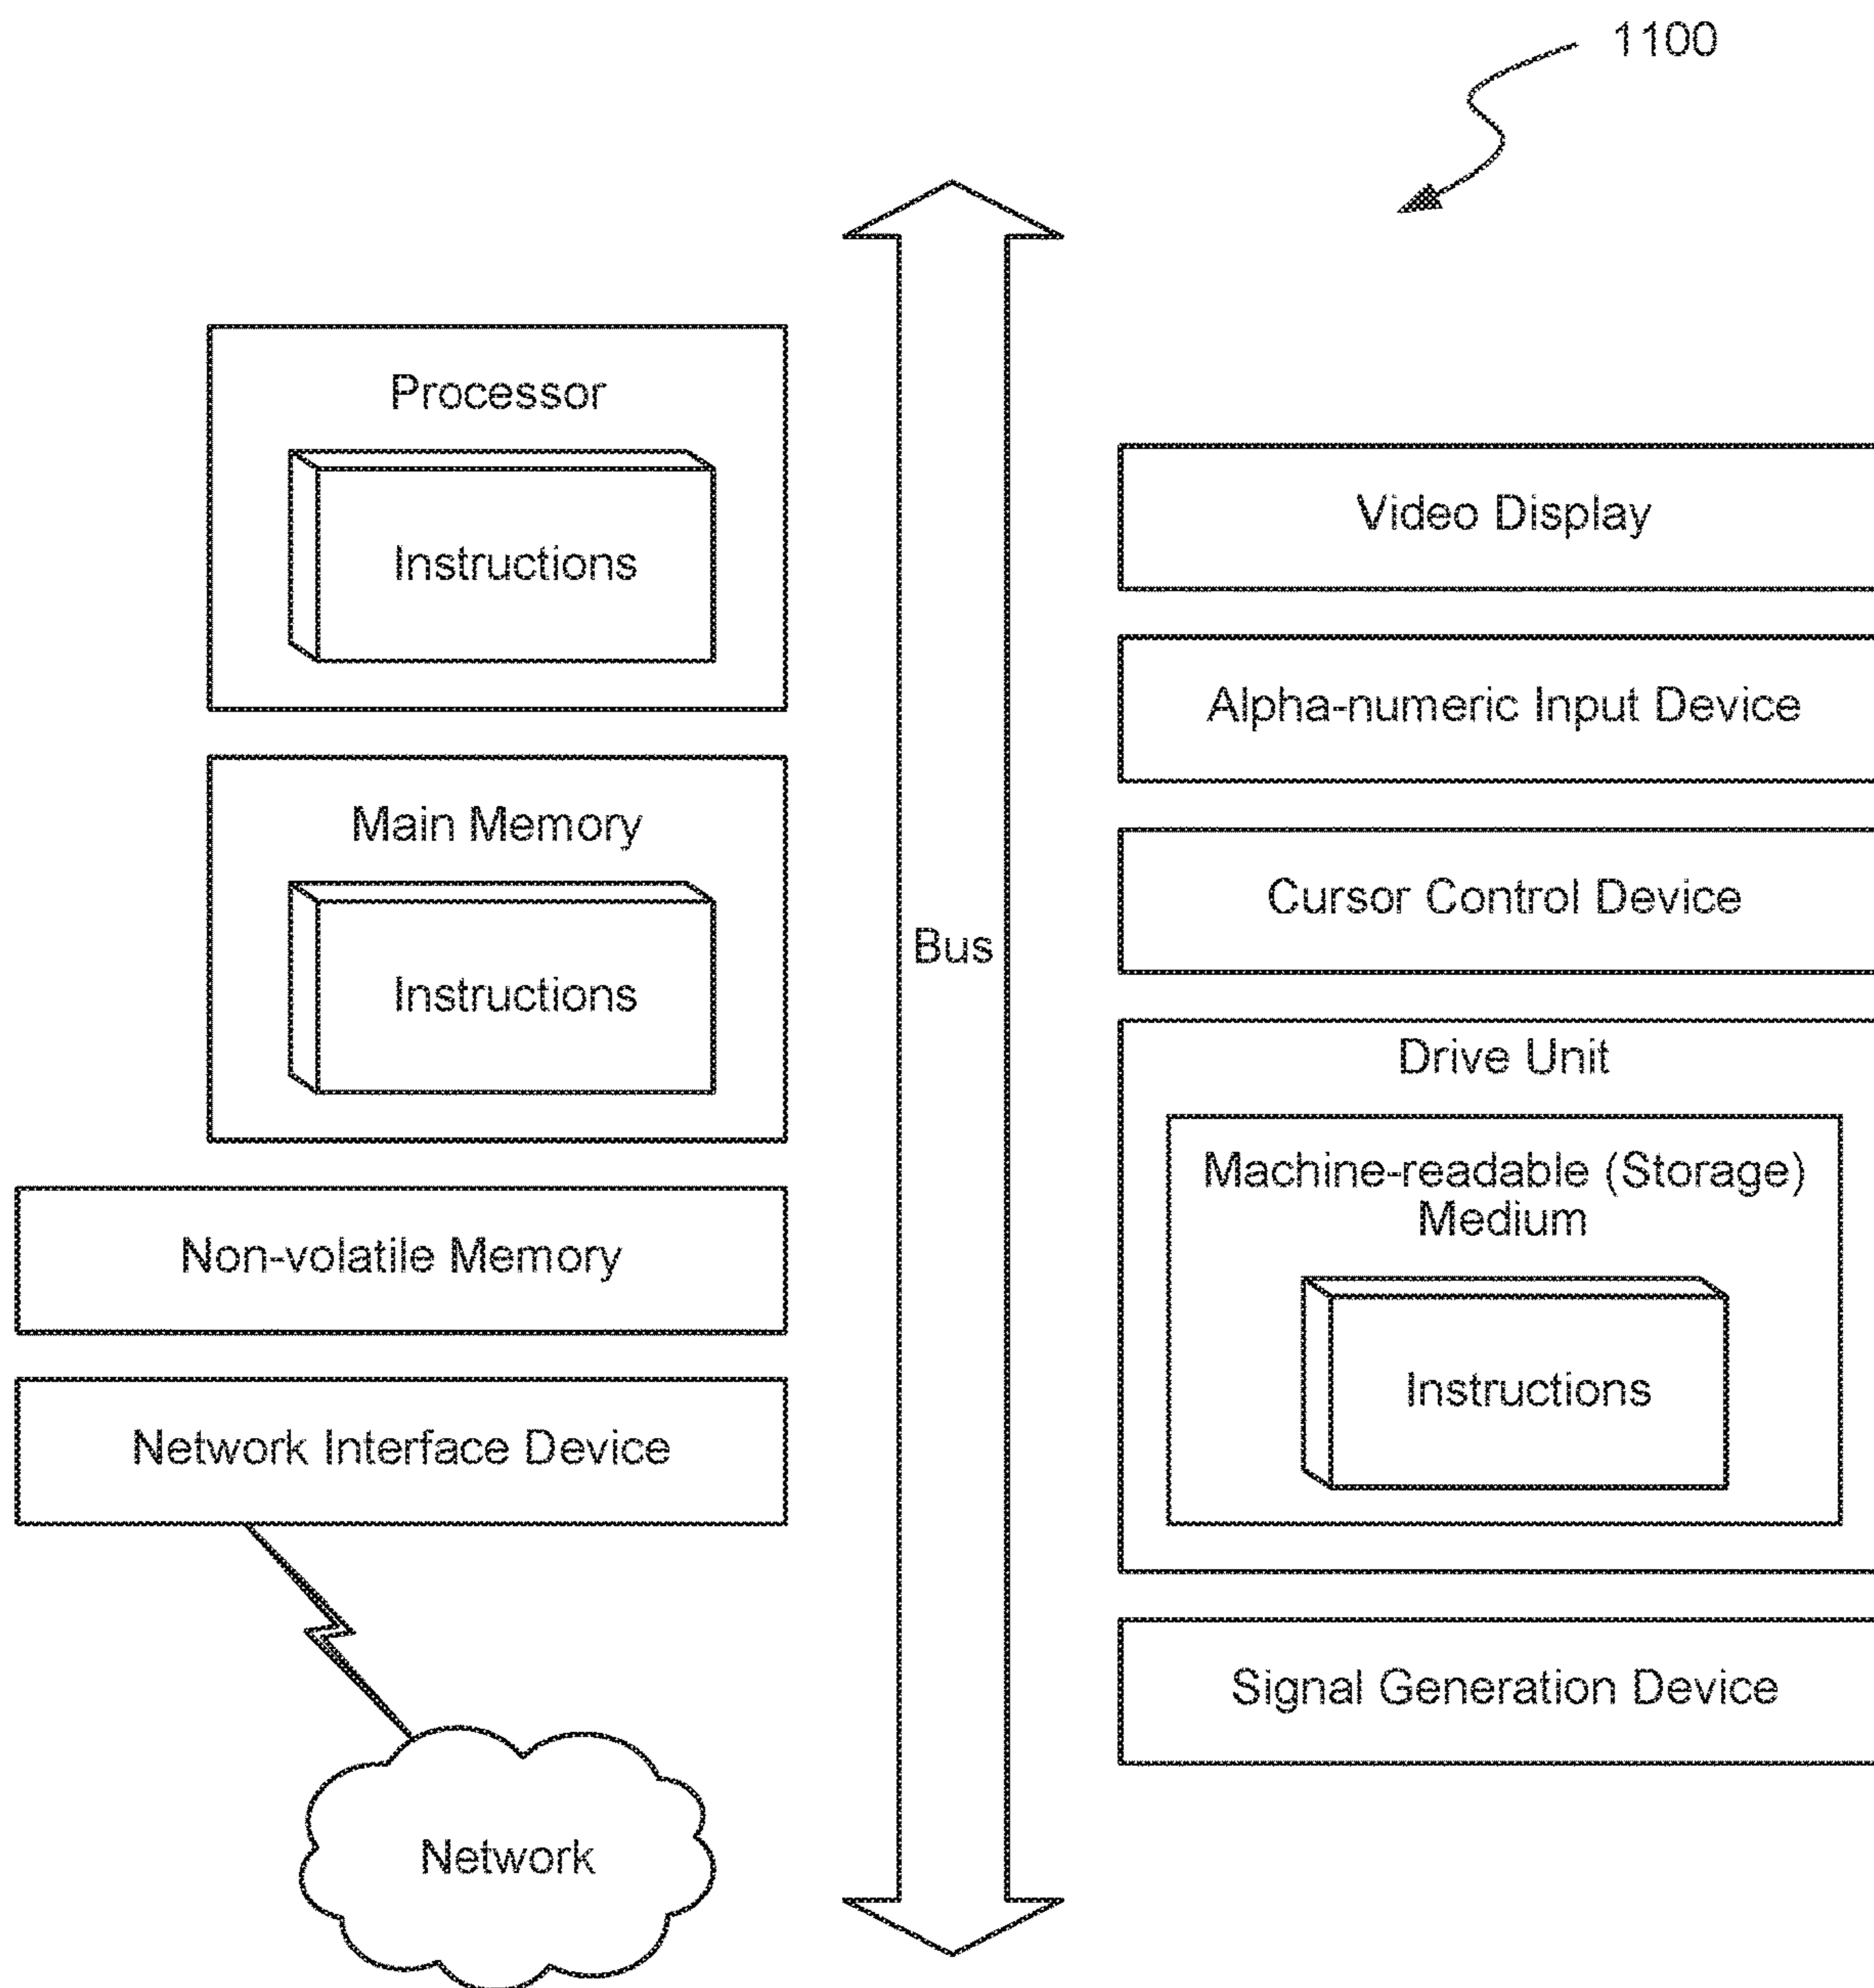 1100
Processor
Instructions
Main Memory
Instructions
Non-volatile Memory
Network Interface Device
Network
Bus
Video Display
Alpha-numeric Input Device
Cursor Control Device
Drive Unit
Machine-readable (Storage)
Medium
Instructions
Signal Generation Device